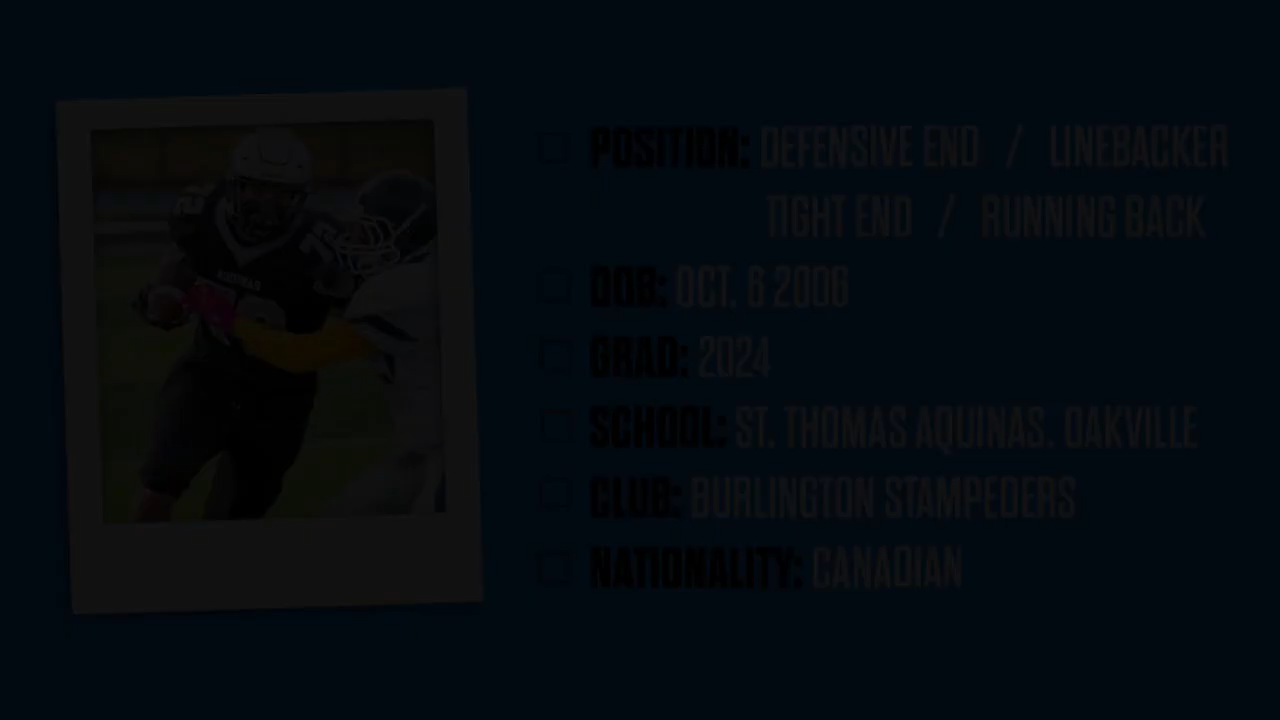 POSITION: DEFENSIVE END / LINEBACKER
TIGHT END / RUNNING BACK
DOB: OCT. 6 2006
GRAD: 2024
SCHOOL: ST. THOMAS AQUINAS. OAKVILLE
CLUB: BURLINGTON STAMPEDERS
NATIONALITY: CANADIAN